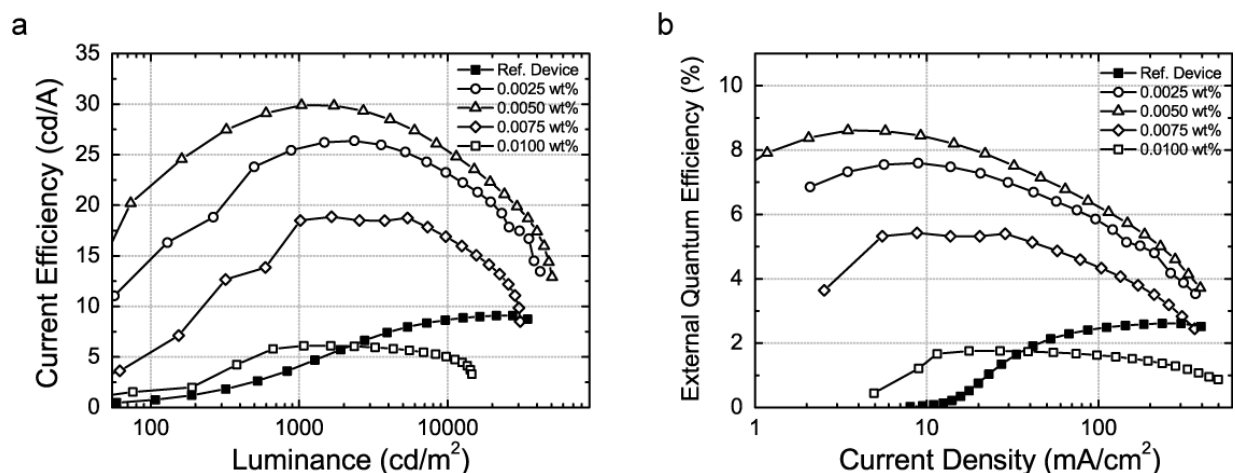 a
Current Efficiency (cd/A)
35
30
25
20
15
10
5
0
100
1000
10000
Luminance (cd/m²)
Ref. Device
0.0025 wt%
0.0050 wt%
0.0075 wt%
0.0100 wt%
b
External Quantum Efficiency (%)
10
8
6
4
2
0
1
10
100
Current Density (mA/cm²)
Ref. Device
0.0025 wt%
0.0050 wt%
0.0075 wt%
0.0100 wt%